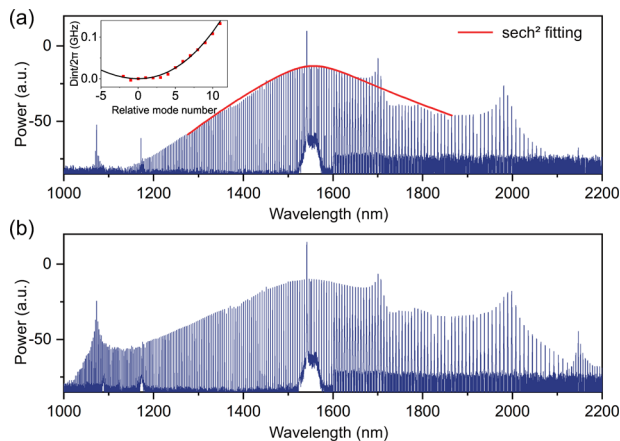 (a)
Dint/2π (GHz)
0.1
0.0
-5 0 5 10
Relative mode number
sech² fitting
Power (a.u.)
0
-50
1000 1200 1400 1600 1800 2000 2200
Wavelength (nm)
(b)
Power (a.u.)
0
-50
1000 1200 1400 1600 1800 2000 2200
Wavelength (nm)